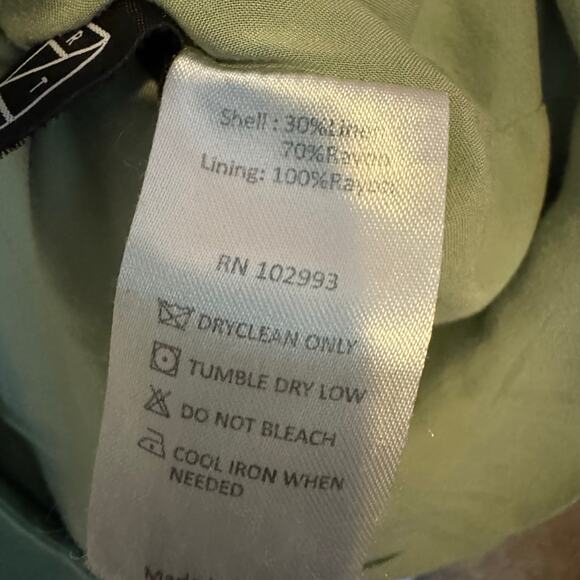 R
T
Shell : 30%Linen
70%Rayon
Lining: 100%Rayon
RN 102993
DRYCLEAN ONLY
TUMBLE DRY LOW
DO NOT BLEACH
COOL IRON WHEN
NEEDED